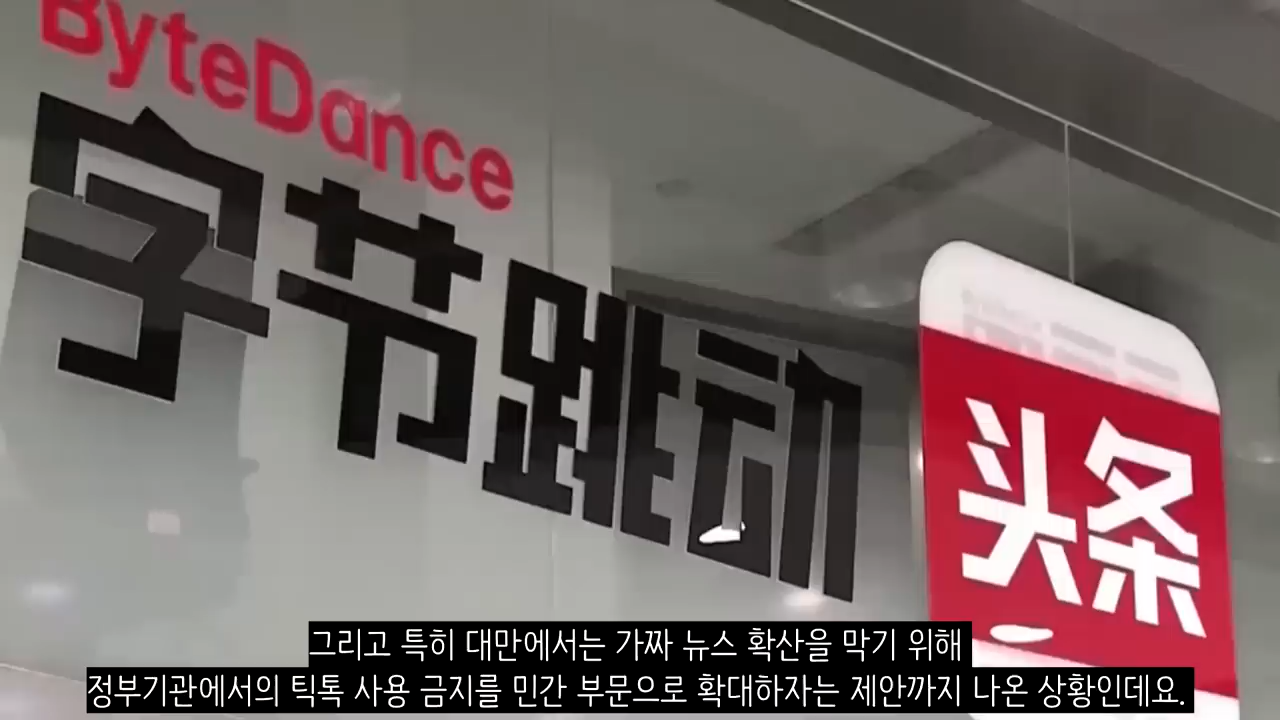 ByteDance
字节跳动
头条
그리고 특히 대만에서는 가짜 뉴스 확산을 막기 위해
정부기관에서의 틱톡 사용 금지를 민간 부문으로 확대하자는 제안까지 나온 상황인데요.